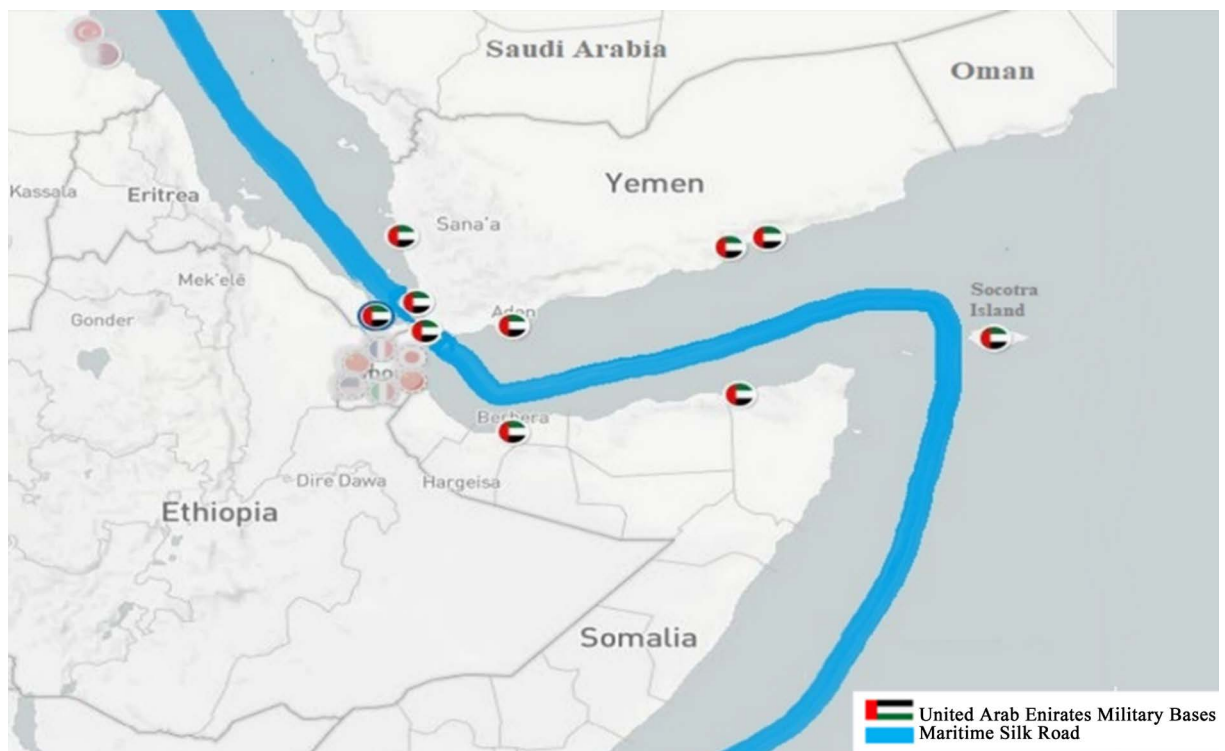 Saudi Arabia
Oman
Yemen
Kassala
Eritrea
Sana'a
Mek'elē
Socotra
Island
Gonder
Aden
Berbera
Dire Dawa
Hargeisa
Ethiopia
Somalia
United Arab Enirates Military Bases
Maritime Silk Road